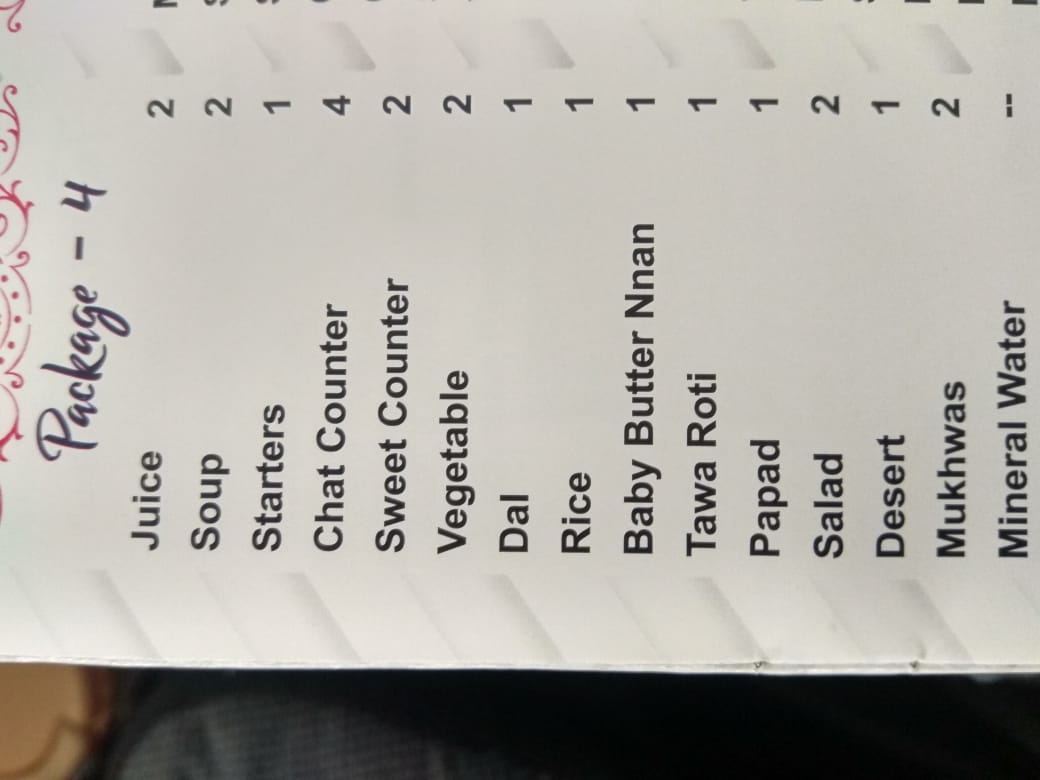 Package - 4
Juice 2
Soup 2
Starters 1
Chat Counter 4
Sweet Counter 2
Vegetable 2
Dal 1
Rice 1
Baby Butter Nnan 1
Tawa Roti 1
Papad 1
Salad 2
Desert 1
Mukhwas 2
Mineral Water --